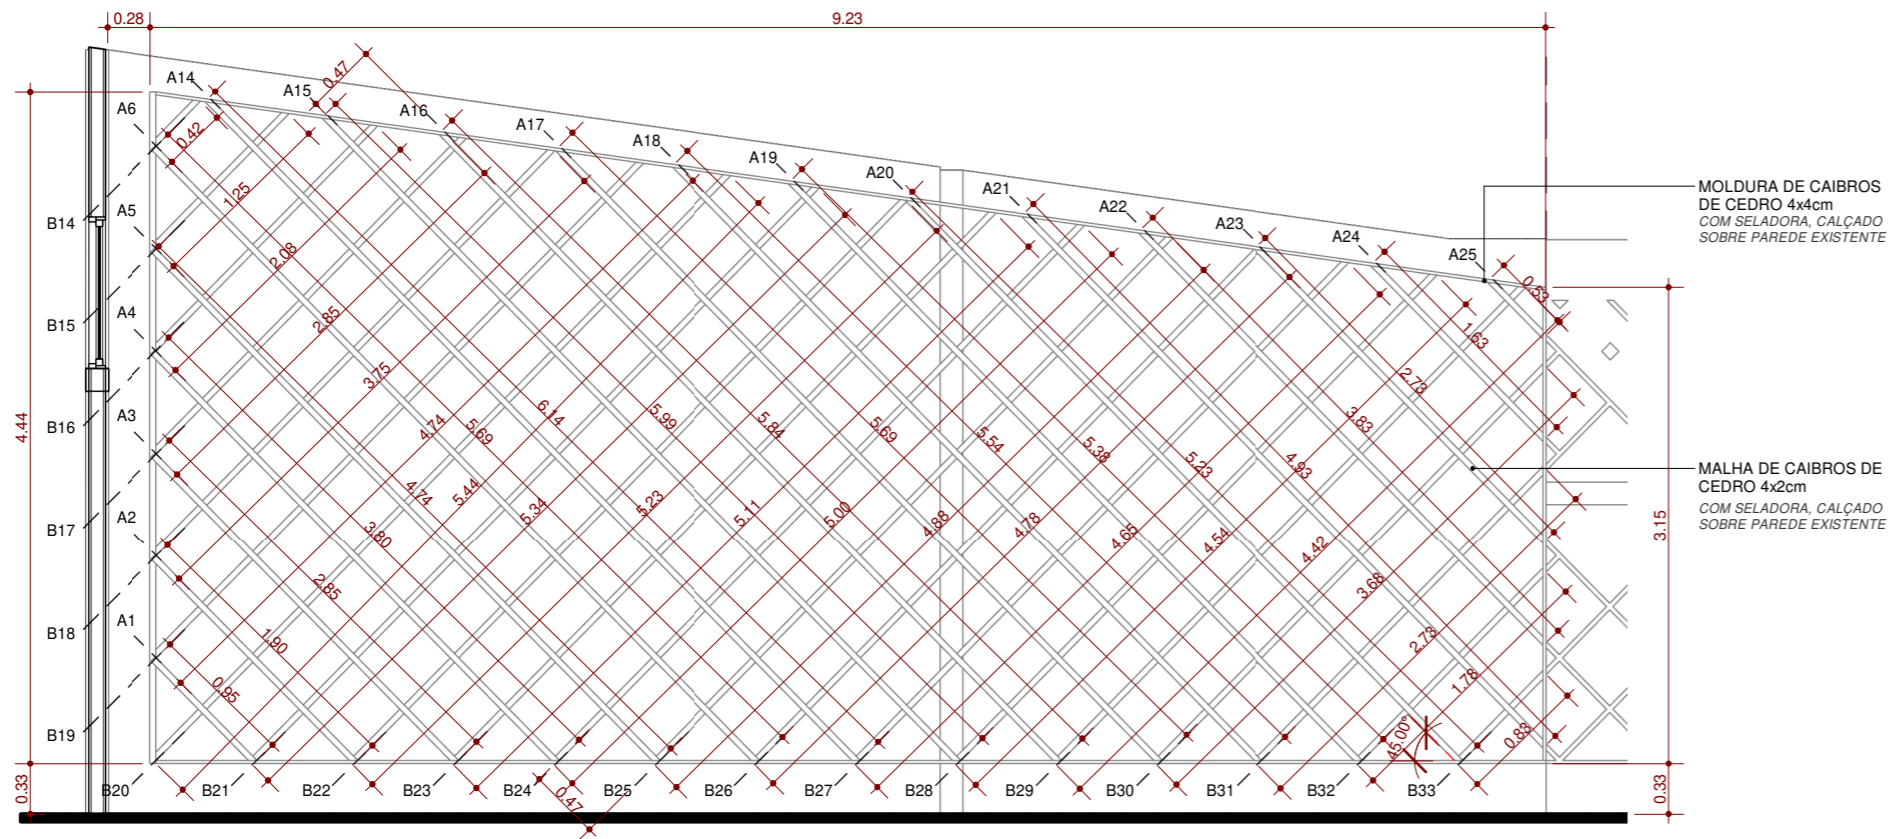 0.28
9.23
0.47
A14
A15
A16
A17
A18
A19
A20
A21
A22
A23
A24
A25
A6
A5
A4
A3
A2
A1
B14
B15
B16
B17
B18
B19
B20
B21
B22
B23
B24
B25
B26
B27
B28
B29
B30
B31
B32
B33
4.44
0.33
0.42
1.25
2.08
2.85
3.75
4.74
5.69
6.14
5.99
5.84
5.69
5.54
5.38
5.23
4.93
3.83
2.73
1.63
0.53
4.74
5.44
5.34
5.23
5.11
5.00
4.88
4.78
4.65
4.54
4.42
3.68
2.73
1.78
0.83
3.80
2.85
1.90
0.95
0.47
45.00°
3.15
0.33
MOLDURA DE CAIBROS
DE CEDRO 4x4cm
COM SELADORA, CALÇADO
SOBRE PAREDE EXISTENTE
MALHA DE CAIBROS DE
CEDRO 4x2cm
COM SELADORA, CALÇADO
SOBRE PAREDE EXISTENTE